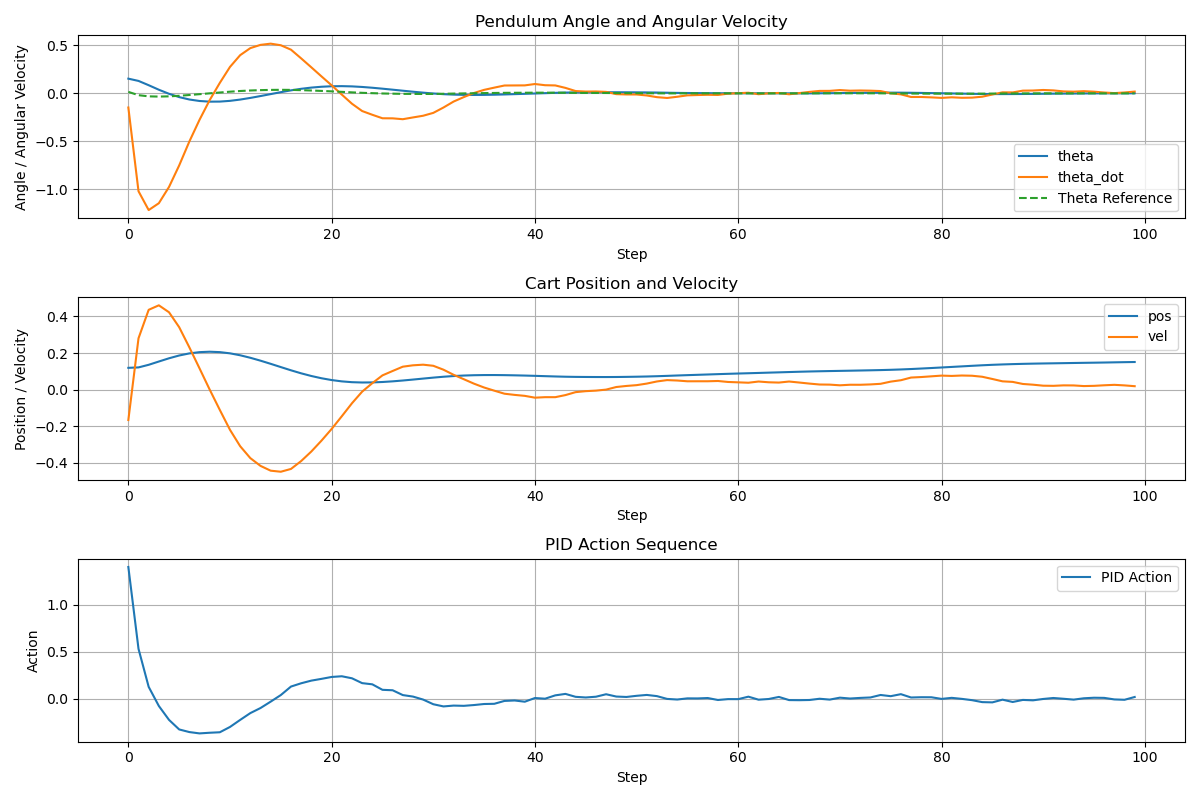 Pendulum Angle and Angular Velocity
Angle / Angular Velocity
0.5
0.0
−0.5
−1.0
theta
theta_dot
Theta Reference
0 20 40 60 80 100
Step
Cart Position and Velocity
Position / Velocity
0.4
0.2
0.0
−0.2
−0.4
pos
vel
0 20 40 60 80 100
Step
PID Action Sequence
Action
1.0
0.5
0.0
PID Action
0 20 40 60 80 100
Step